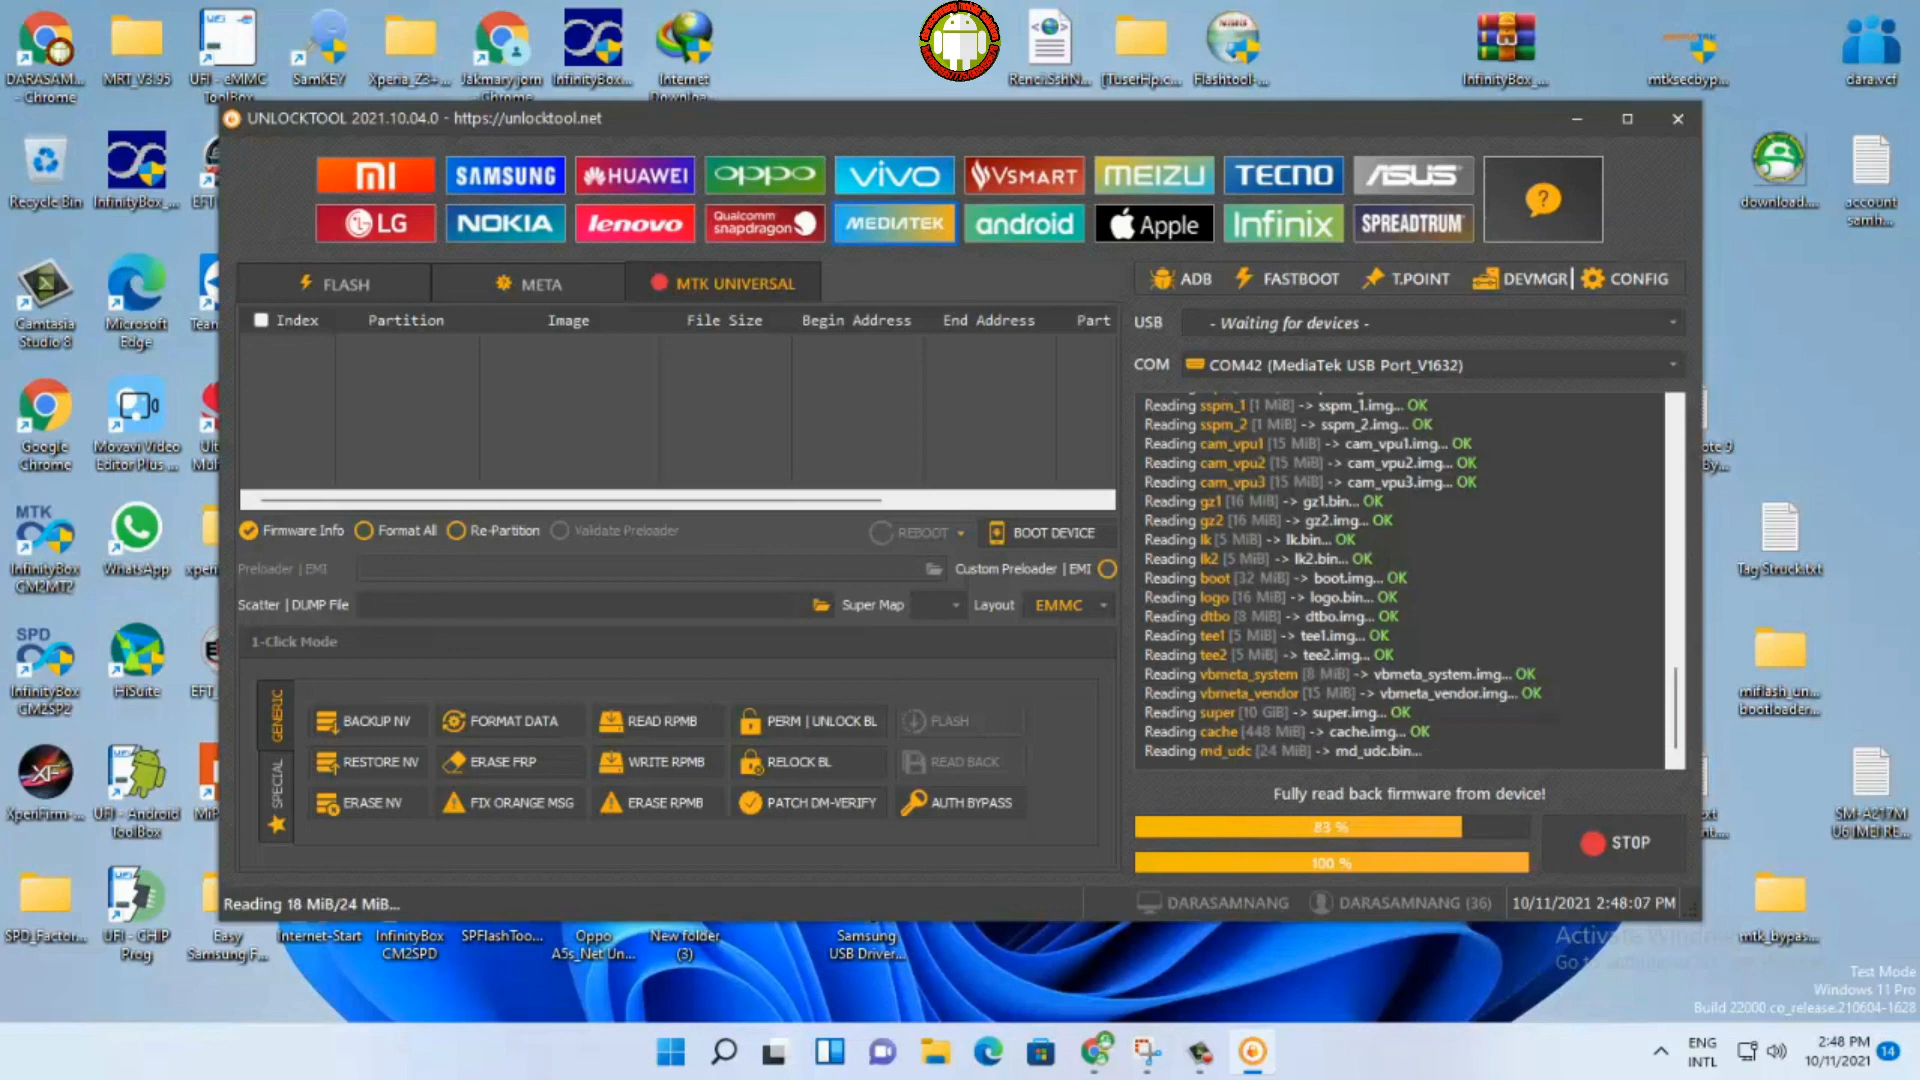 DARASAM... - Chrome
MRT_V3.95
UFI - eMMC ToolBox
SamKEY
Xperia_Z3+...
Jakmaryjom - Chrome
InfinityBox...
Internet Downloa...
InfinityBox_...
mtksecbyp...
dara.vcf
Flashtool-...
UNLOCKTOOL 2021.10.04.0 - https://unlocktool.net
mi
SAMSUNG
HUAWEI
oppo
vivo
VSMART
MEIZU
TECNO
ASUS
?
LG
NOKIA
lenovo
Qualcomm snapdragon
MEDIATEK
android
Apple
Infinix
SPREADTRUM
FLASH
META
MTK UNIVERSAL
ADB
FASTBOOT
T.POINT
DEVMGR
CONFIG
Index
Partition
Image
File Size
Begin Address
End Address
Part
USB
- Waiting for devices -
COM
COM42 (MediaTek USB Port_V1632)
Reading sspm_1 [1 MiB] -> sspm_1.img... OK
Reading sspm_2 [1 MiB] -> sspm_2.img... OK
Reading cam_vpu1 [15 MiB] -> cam_vpu1.img... OK
Reading cam_vpu2 [15 MiB] -> cam_vpu2.img... OK
Reading cam_vpu3 [15 MiB] -> cam_vpu3.img... OK
Reading gz1 [16 MiB] -> gz1.bin... OK
Reading gz2 [16 MiB] -> gz2.img... OK
Reading lk [5 MiB] -> lk.bin... OK
Reading lk2 [5 MiB] -> lk2.bin... OK
Reading boot [32 MiB] -> boot.img... OK
Reading logo [16 MiB] -> logo.bin... OK
Reading dtbo [8 MiB] -> dtbo.img... OK
Reading tee1 [5 MiB] -> tee1.img... OK
Reading tee2 [5 MiB] -> tee2.img... OK
Reading vbmeta_system [8 MiB] -> vbmeta_system.img... OK
Reading vbmeta_vendor [15 MiB] -> vbmeta_vendor.img... OK
Reading super [10 GiB] -> super.img... OK
Reading cache [448 MiB] -> cache.img... OK
Reading md_udc [24 MiB] -> md_udc.bin...
Firmware Info
Format All
Re-Partition
Validate Preloader
REBOOT
BOOT DEVICE
Preloader | EMI
Custom Preloader | EMI
Scatter | DUMP File
Super Map
Layout
EMMC
1-Click Mode
GENERIC
SPECIAL
BACKUP NV
FORMAT DATA
READ RPMB
PERM | UNLOCK BL
FLASH
RESTORE NV
ERASE FRP
WRITE RPMB
RELOCK BL
READ BACK
ERASE NV
FIX ORANGE MSG
ERASE RPMB
PATCH DM-VERIFY
AUTH BYPASS
Fully read back firmware from device!
83 %
100 %
STOP
Reading 18 MiB/24 MiB...
DARASAMNANG
DARASAMNANG (36)
10/11/2021 2:48:07 PM
Recycle Bin
InfinityBox_...
Camtasia Studio 8
Microsoft Edge
Google Chrome
Movavi Video Editor Plus ...
MTK
InfinityBox CM2MT2
WhatsApp
SPD
InfinityBox CM2SP2
HiSuite
XperiFirm-...
UFI - Android ToolBox
SPD_Factor...
UFI - CHIP Prog
Easy Samsung F...
Internet-Start
InfinityBox CM2SPD
SPFlashToo...
Oppo A5s_Net Un...
New folder (3)
Samsung USB Driver...
download....
account samh...
Tag Struck.txt
miflash_un... bootloader...
SM-A217M U6 IMEI RE...
mtk_bypas...
Test Mode
Windows 11 Pro
Build 22000.co_release.210604-1628
ENG
INTL
2:48 PM
10/11/2021
14